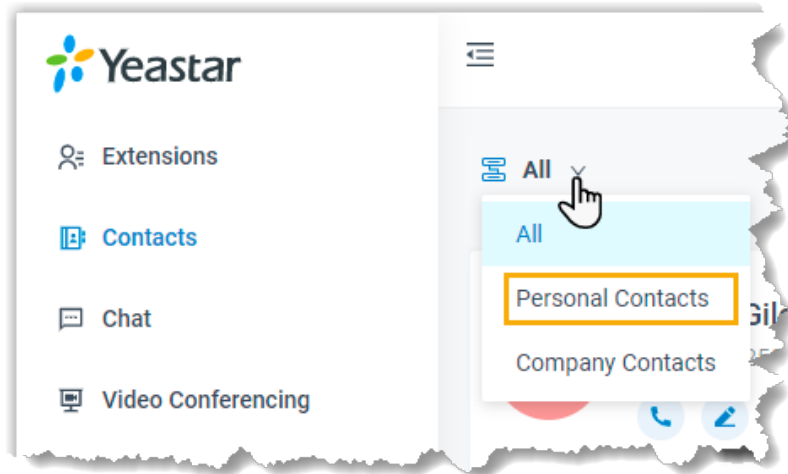 Yeastar
Extensions
Contacts
Chat
Video Conferencing
All
All
Personal Contacts
Company Contacts